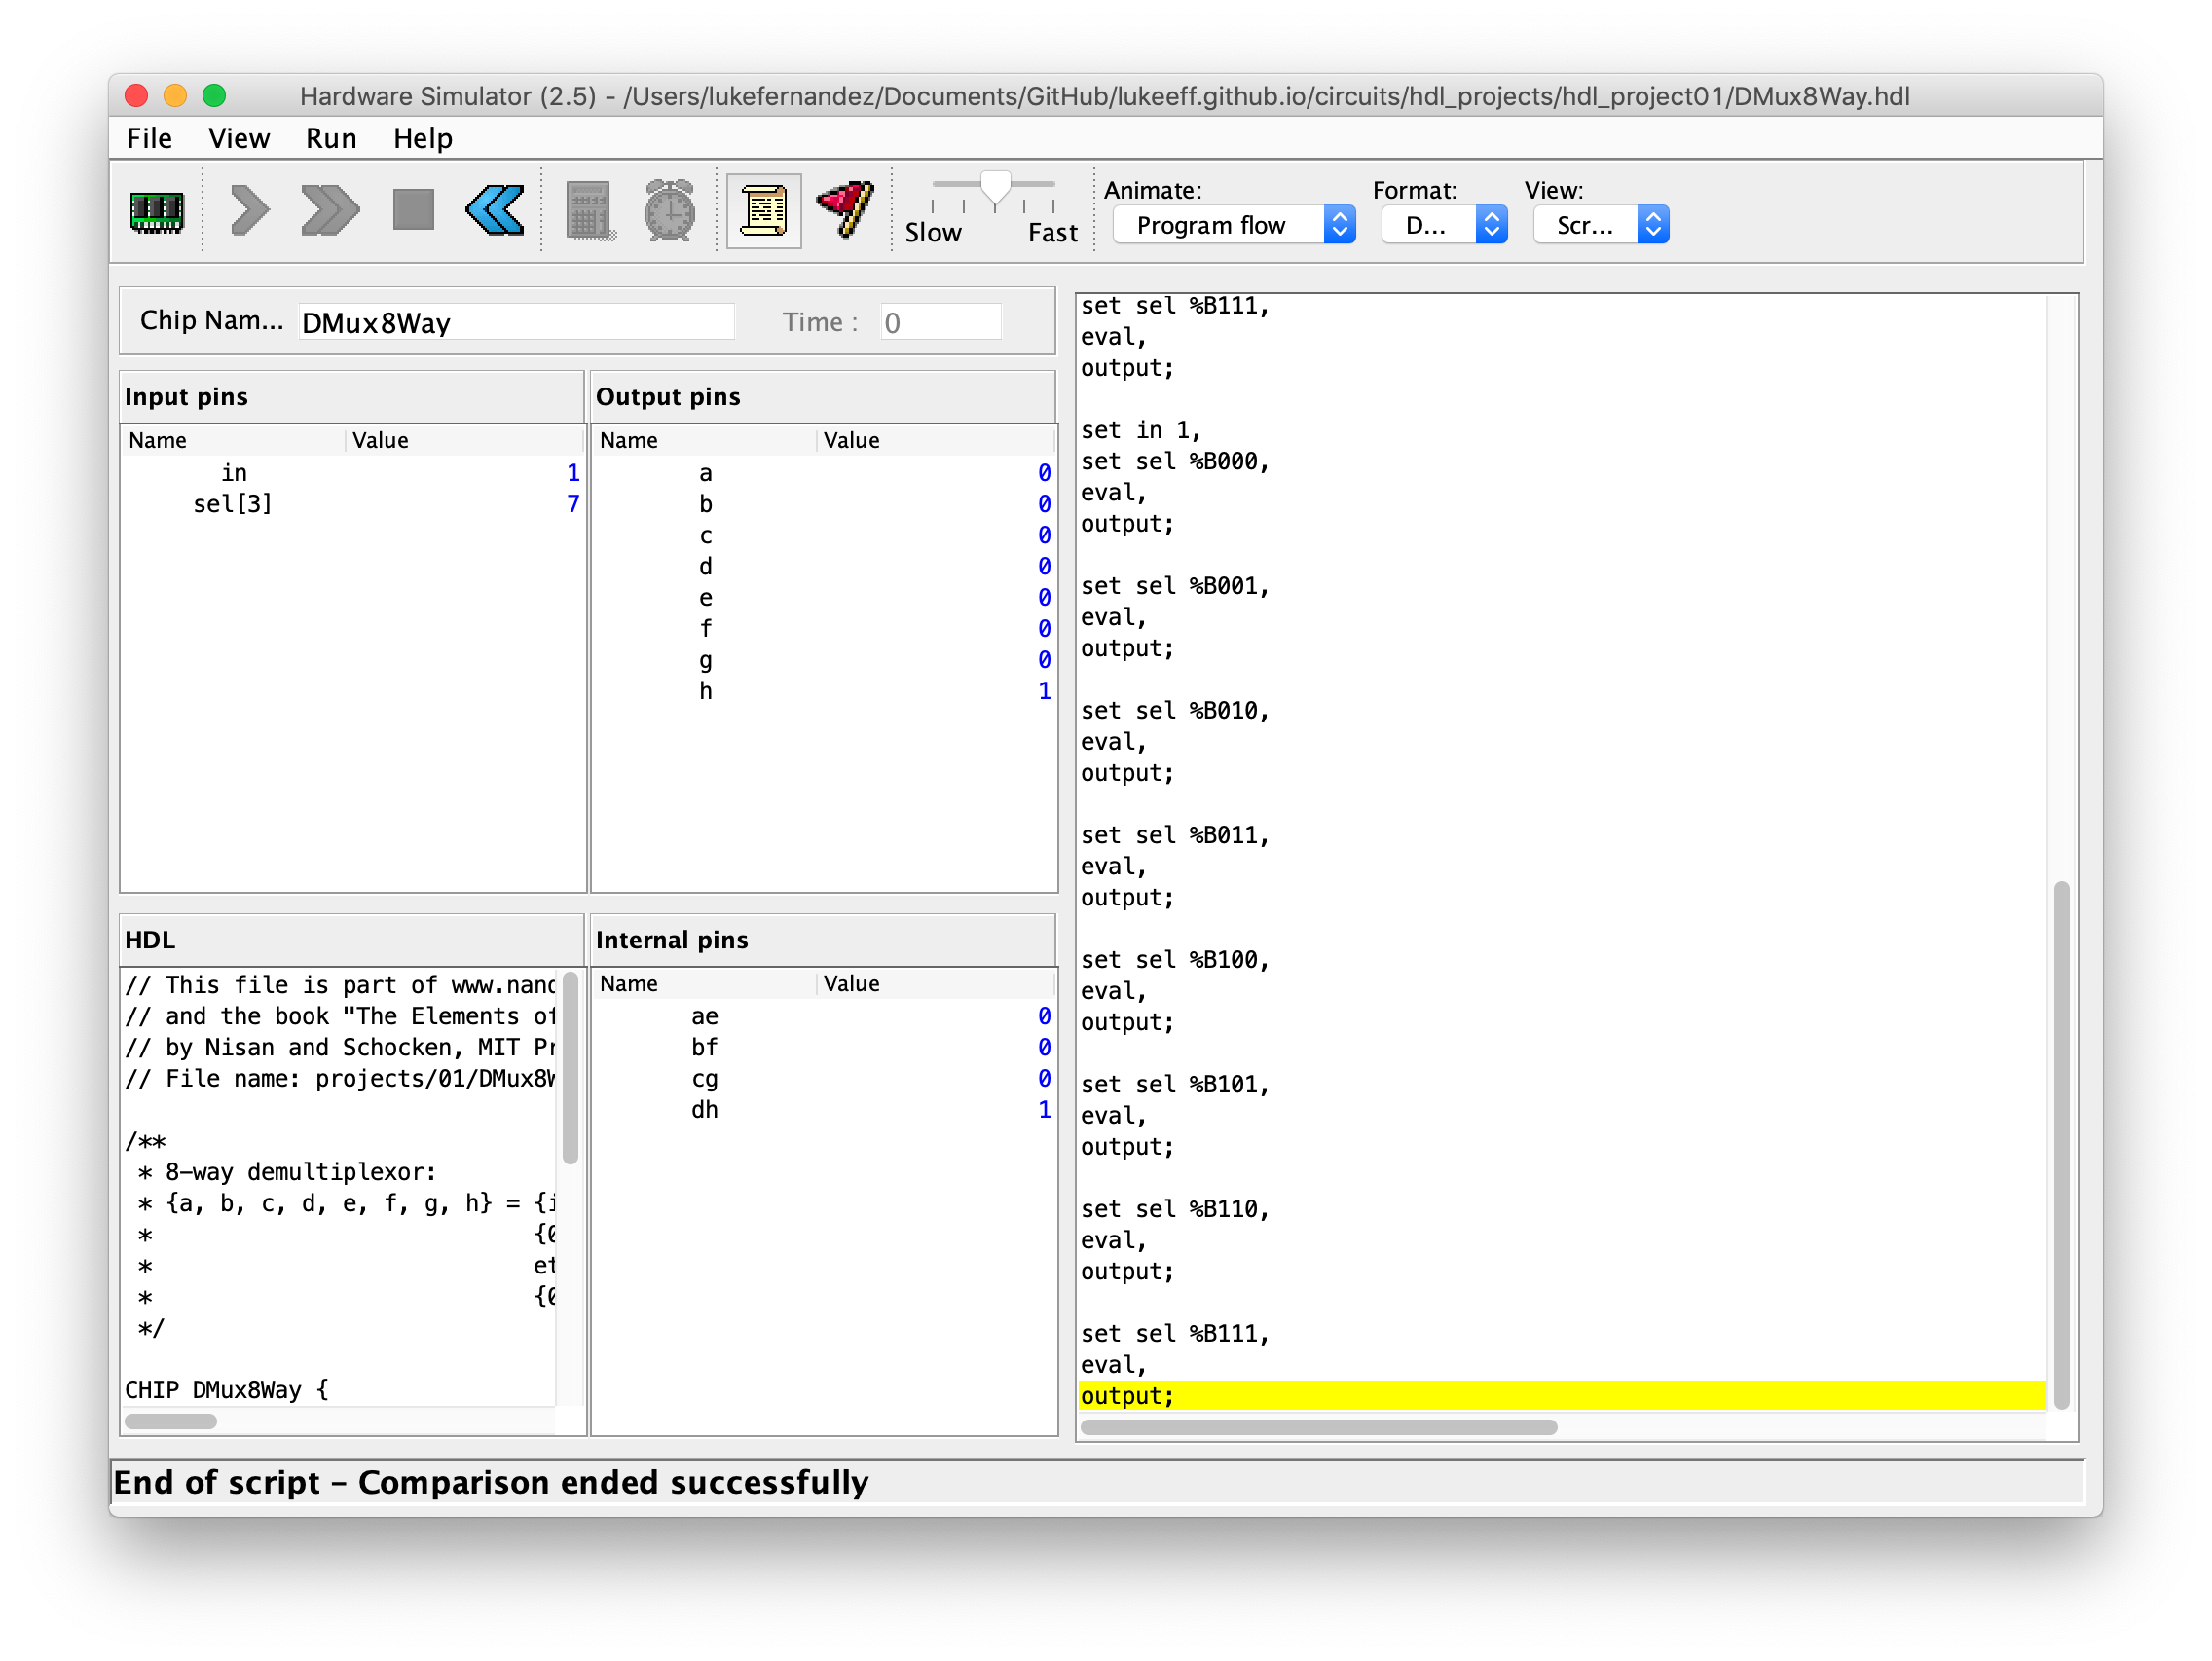 Hardware Simulator (2.5) - /Users/lukefernandez/Documents/GitHub/lukeeff.github.io/circuits/hdl_projects/hdl_project01/DMux8Way.hdl
File View Run Help
Slow Fast
Animate: Format: View:
Program flow D... Scr...
Chip Nam... DMux8Way Time : 0
Input pins
Name Value
in 1
sel[3] 7
Output pins
Name Value
a 0
b 0
c 0
d 0
e 0
f 0
g 0
h 1
HDL
// This file is part of www.nanc
// and the book "The Elements of
// by Nisan and Schocken, MIT Pr
// File name: projects/01/DMux8W
/**
* 8-way demultiplexor:
* {a, b, c, d, e, f, g, h} = {i
* {0
* et
* {0
*/
CHIP DMux8Way {
Internal pins
Name Value
ae 0
bf 0
cg 0
dh 1
set sel %B111,
eval,
output;
set in 1,
set sel %B000,
eval,
output;
set sel %B001,
eval,
output;
set sel %B010,
eval,
output;
set sel %B011,
eval,
output;
set sel %B100,
eval,
output;
set sel %B101,
eval,
output;
set sel %B110,
eval,
output;
set sel %B111,
eval,
output;
End of script - Comparison ended successfully